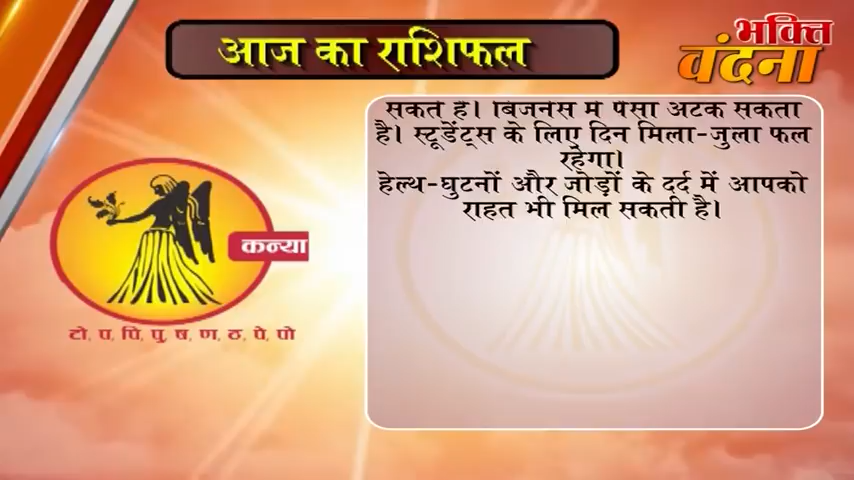 आज का राशिफल
भक्ति
वंदना
सकते हैं। बिजनेस में पैसा अटक सकता
है। स्टूडेंट्स के लिए दिन मिला-जुला फल
रहेगा।
हेल्थ-घुटनों और जोड़ों के दर्द में आपको
राहत भी मिल सकती है।
कन्या
टो, प, पि, पु, ष, ण, ठ, पे, पो